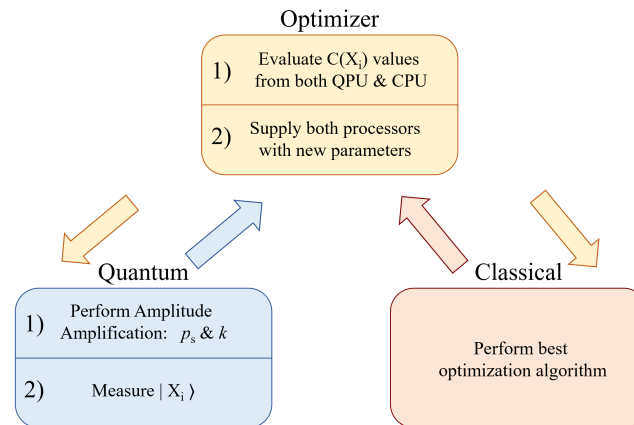 Optimizer
1) Evaluate C(Xᵢ) values
from both QPU & CPU
2) Supply both processors
with new parameters
Quantum
1) Perform Amplitude
Amplification: pₛ & k
2) Measure | Xᵢ ⟩
Classical
Perform best
optimization algorithm